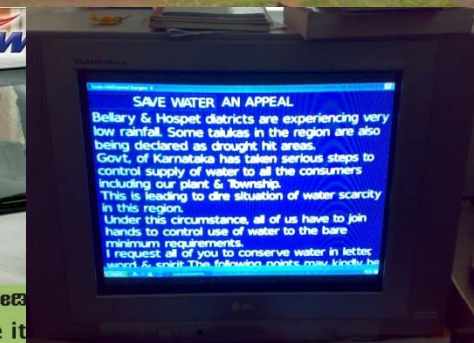 SAVE WATER AN APPEAL
Bellary & Hospet diatricts are experiencing very
low rainfall. Some talukas in the region are also
being declared as drought hit areas.
Govt, of Karnataka has taken serious steps to
control supply of water to all the consumers
including our plant & Township.
This is leading to dire situation of water scarcity
in this region.
Under this circumstance, all of us have to join
hands to control use of water to the bare
minimum requirements.
I request all of you to conserve water in letter,
word & spirit The following points may kindly be
LG
e it